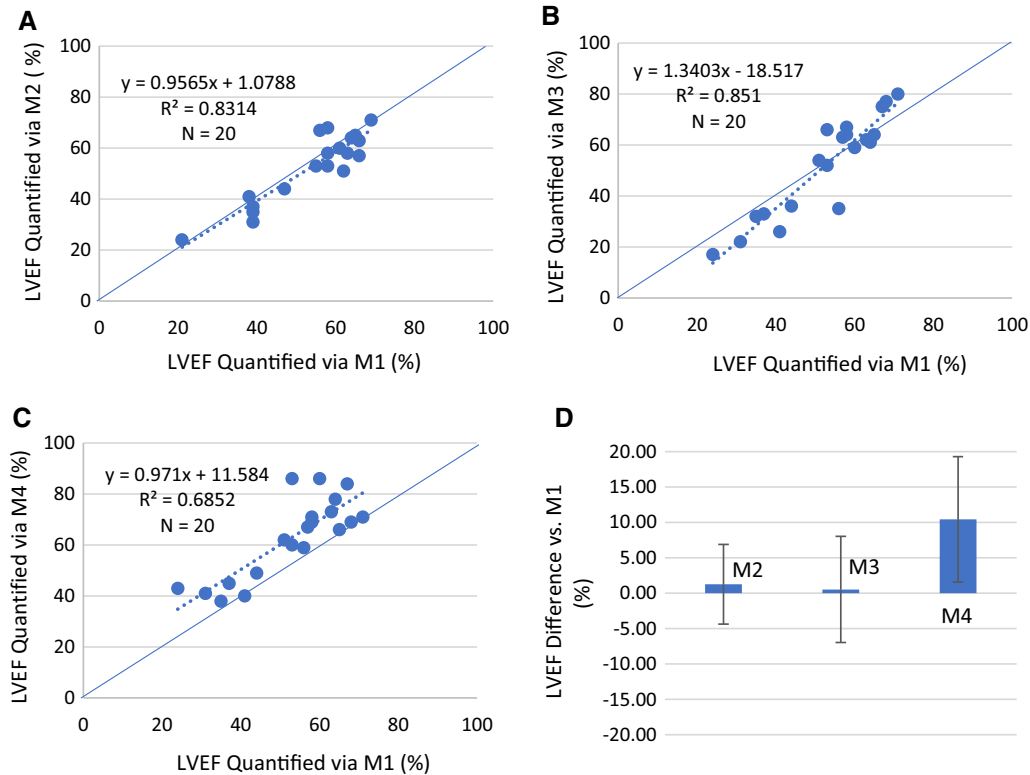 A
LVEF Quantified via M2 ( %)
100
80
60
40
20
0
y = 0.9565x + 1.0788
R² = 0.8314
N = 20
0 20 40 60 80 100
LVEF Quantified via M1 (%)
B
LVEF Quantified via M3 (%)
100
80
60
40
20
0
y = 1.3403x - 18.517
R² = 0.851
N = 20
0 20 40 60 80 100
LVEF Quantified via M1 (%)
C
LVEF Quantified via M4 (%)
100
80
60
40
20
0
y = 0.971x + 11.584
R² = 0.6852
N = 20
0 20 40 60 80 100
LVEF Quantified via M1 (%)
D
LVEF Difference vs. M1
(%)
20.00
15.00
10.00
5.00
0.00
-5.00
-10.00
-15.00
-20.00
M2
M3
M4